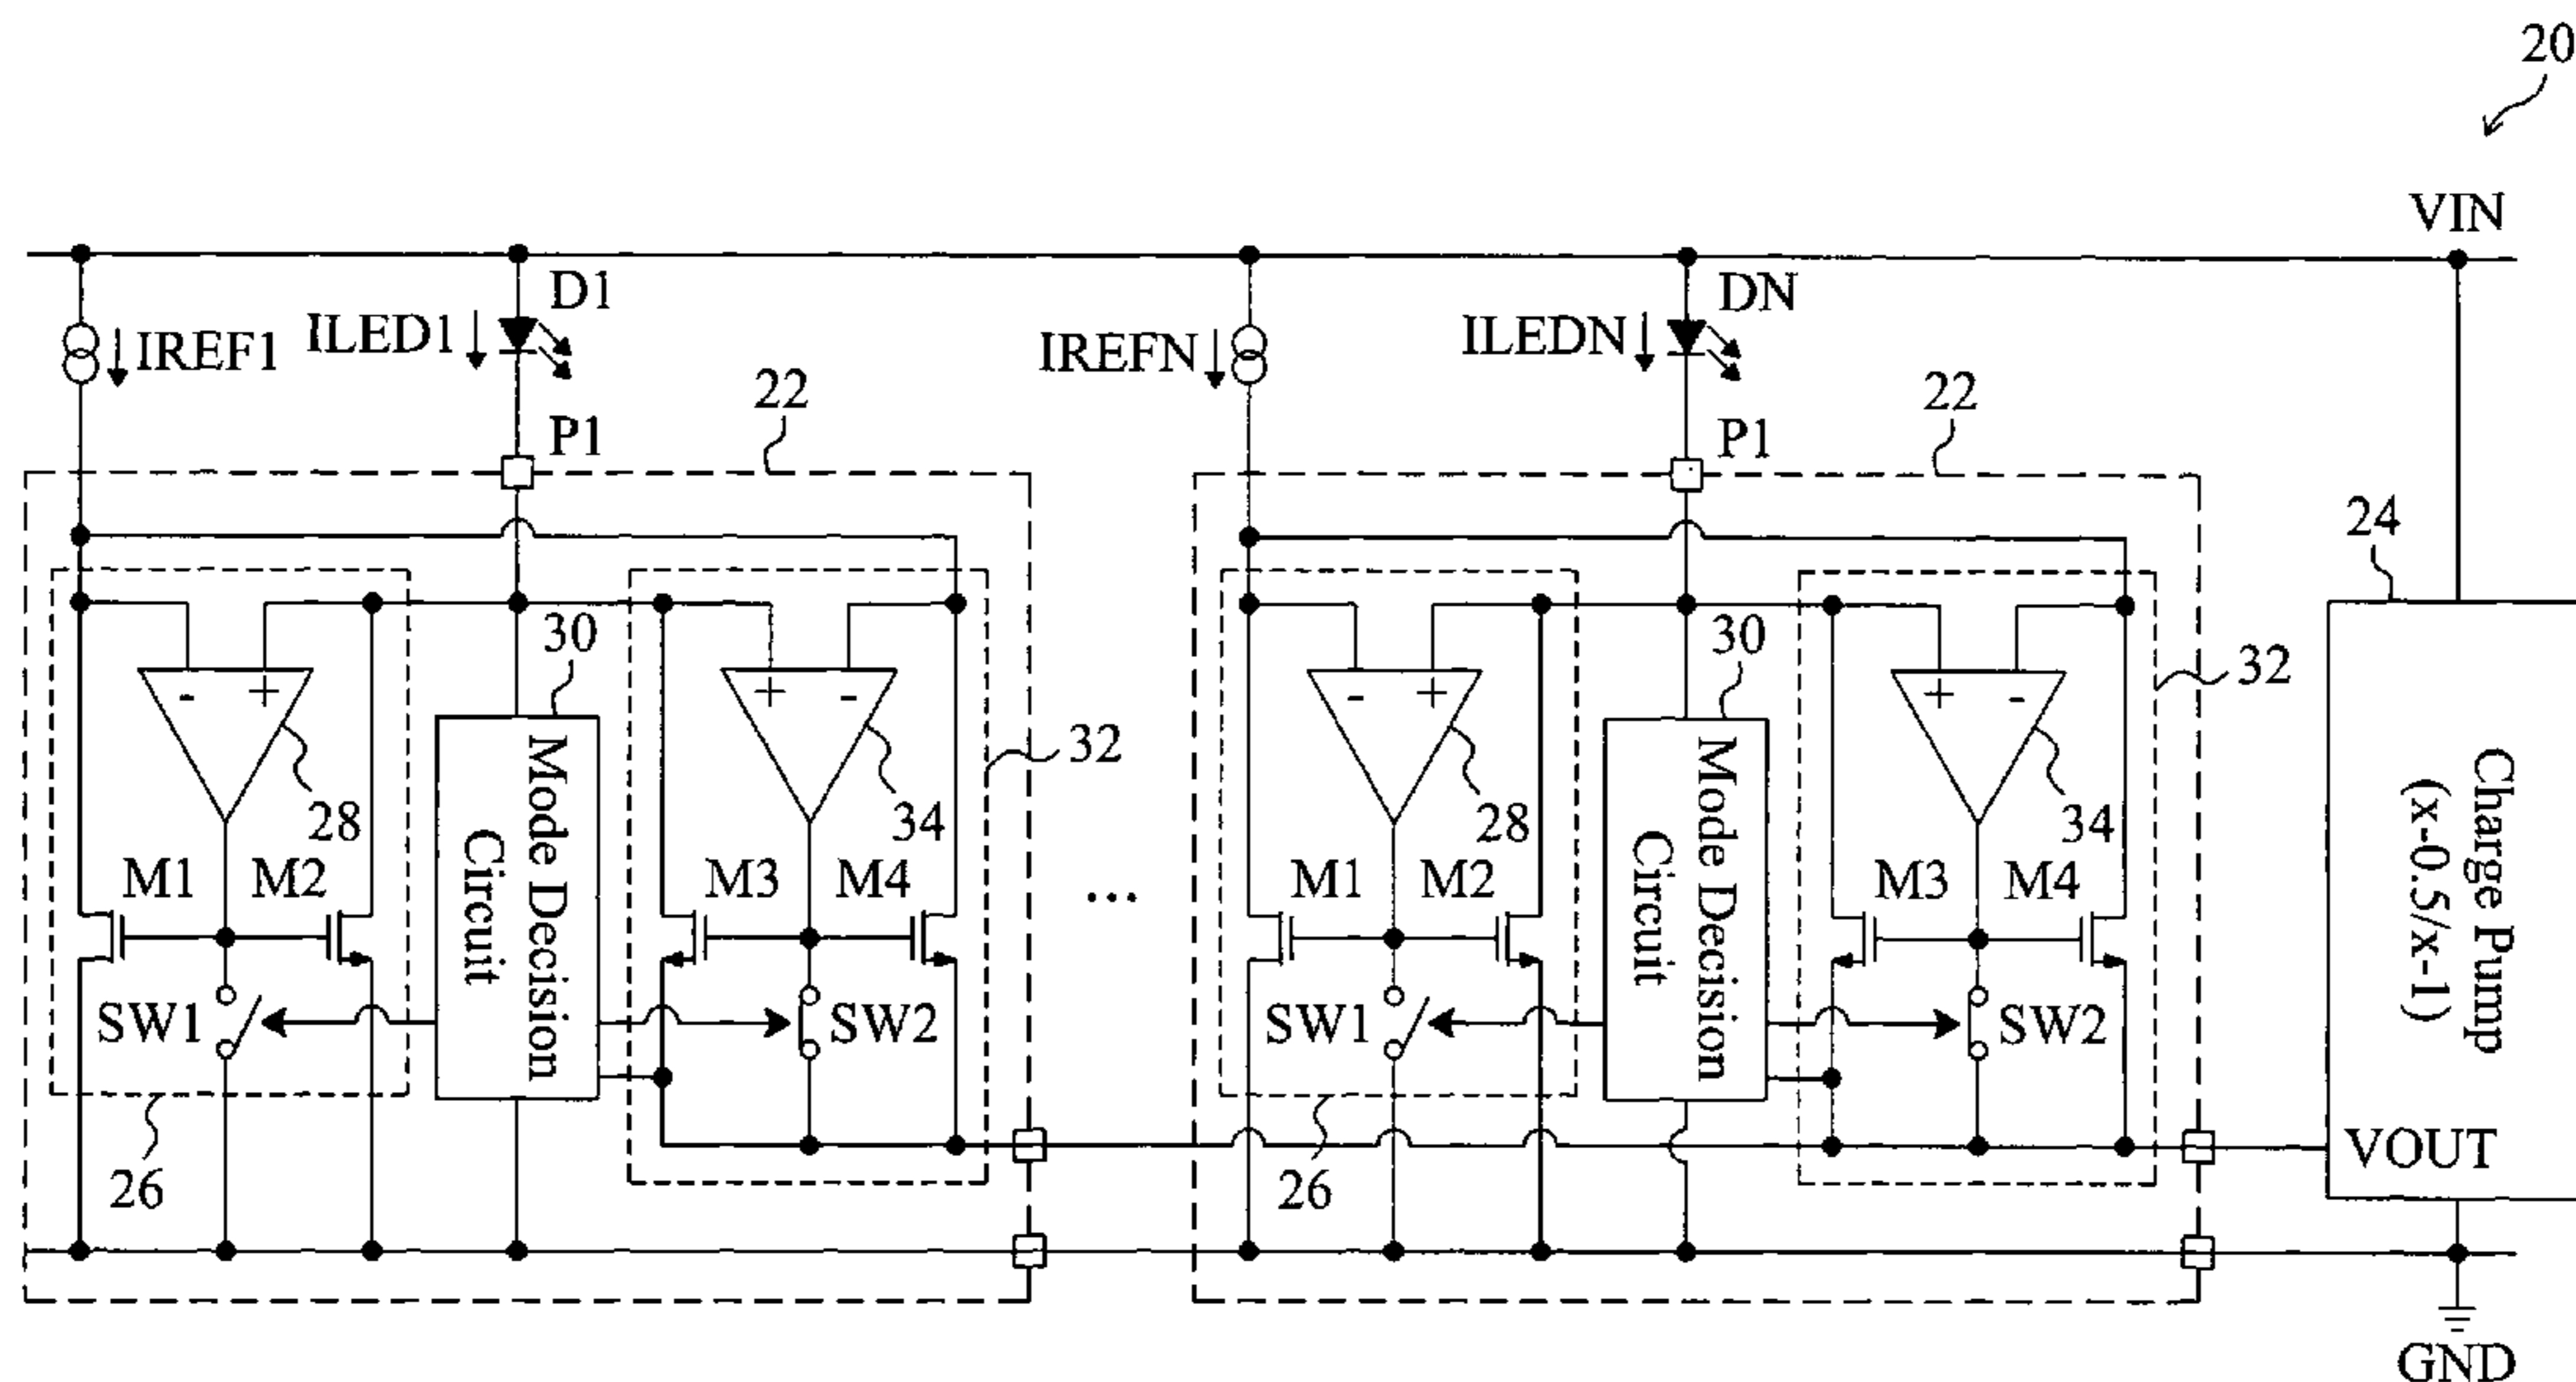 20
VIN
D1
DN
IREF1
ILED1
IREFN
ILEDN
22
22
P1
P1
24
30
30
32
32
28
34
28
34
Mode Decision
Circuit
Mode Decision
Circuit
Charge Pump
(x-0.5/x-1)
- +
+ -
- +
+ -
M1
M2
M3
M4
M1
M2
M3
M4
...
SW1
SW2
SW1
SW2
26
26
VOUT
GND